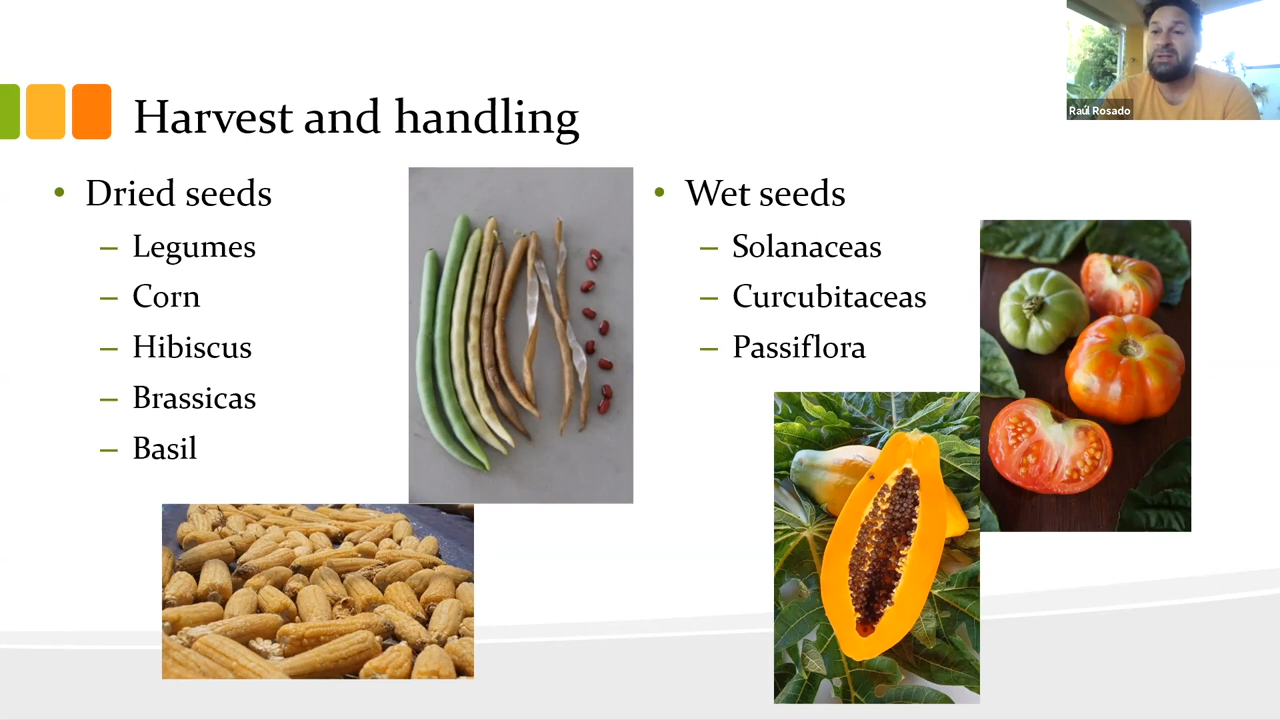 Harvest and handling
• Dried seeds
– Legumes
– Corn
– Hibiscus
– Brassicas
– Basil
• Wet seeds
– Solanaceas
– Curcubitaceas
– Passiflora
Raúl Rosado